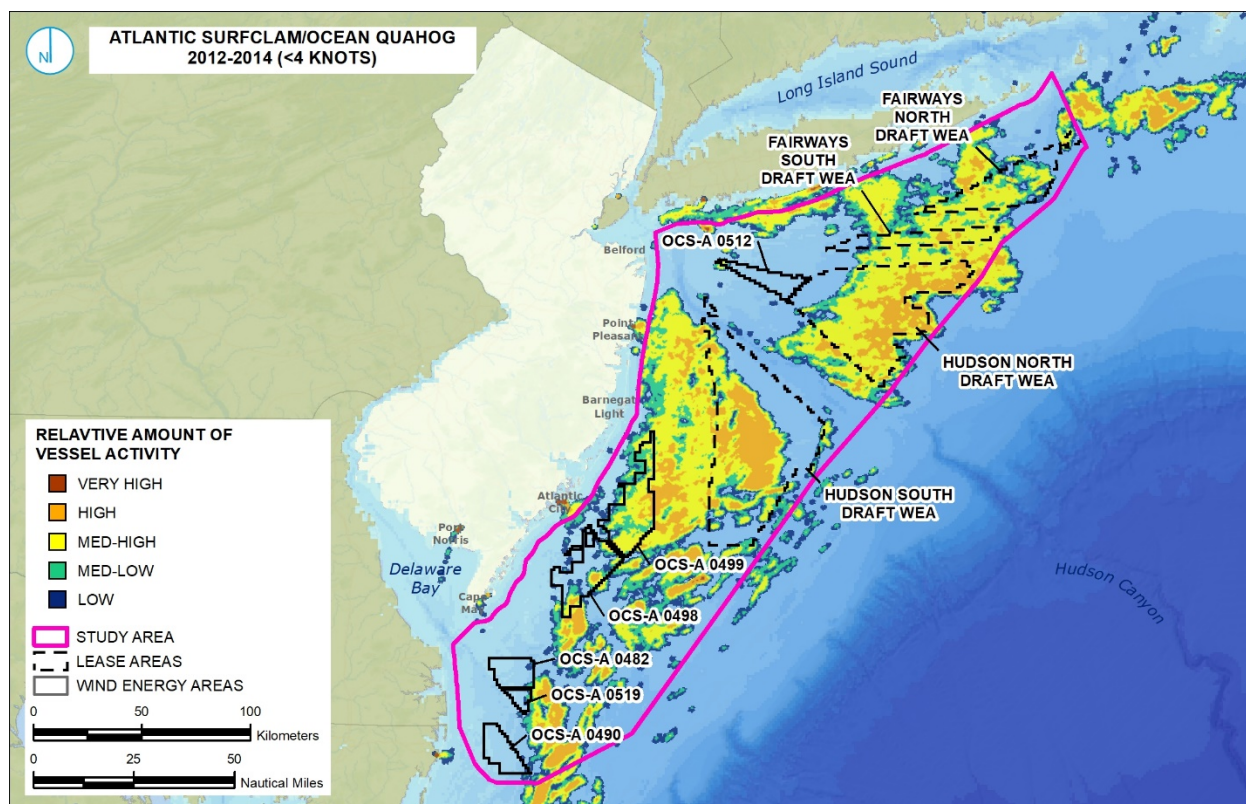 N
ATLANTIC SURFCLAM/OCEAN QUAHOG
2012-2014 (<4 KNOTS)
Long Island Sound
FAIRWAYS
NORTH
DRAFT WEA
FAIRWAYS
SOUTH
DRAFT WEA
OCS-A 0512
Belford
Point
Pleasant
HUDSON NORTH
DRAFT WEA
Barnegat
Light
HUDSON SOUTH
DRAFT WEA
Atlantic
City
Port
Norris
Delaware
Bay
Cape
May
OCS-A 0499
OCS-A 0498
Hudson Canyon
OCS-A 0482
OCS-A 0519
OCS-A 0490
RELAVTIVE AMOUNT OF
VESSEL ACTIVITY
VERY HIGH
HIGH
MED-HIGH
MED-LOW
LOW
STUDY AREA
LEASE AREAS
WIND ENERGY AREAS
0 50 100
Kilometers
0 25 50
Nautical Miles